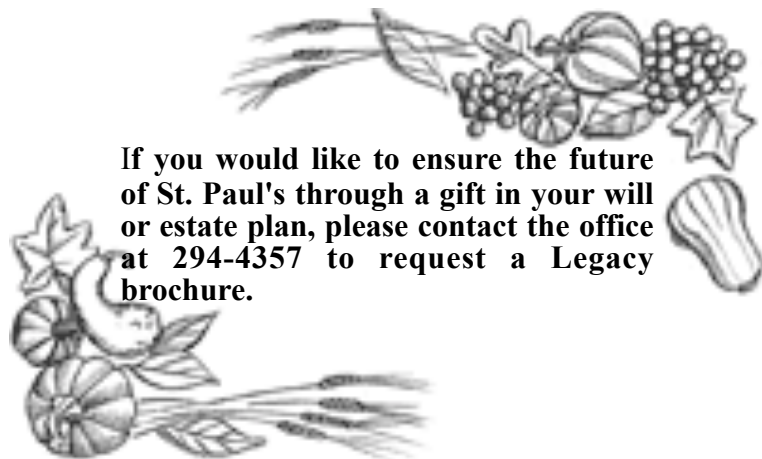 If you would like to ensure the future
of St. Paul's through a gift in your will
or estate plan, please contact the office
at 294-4357 to request a Legacy
brochure.